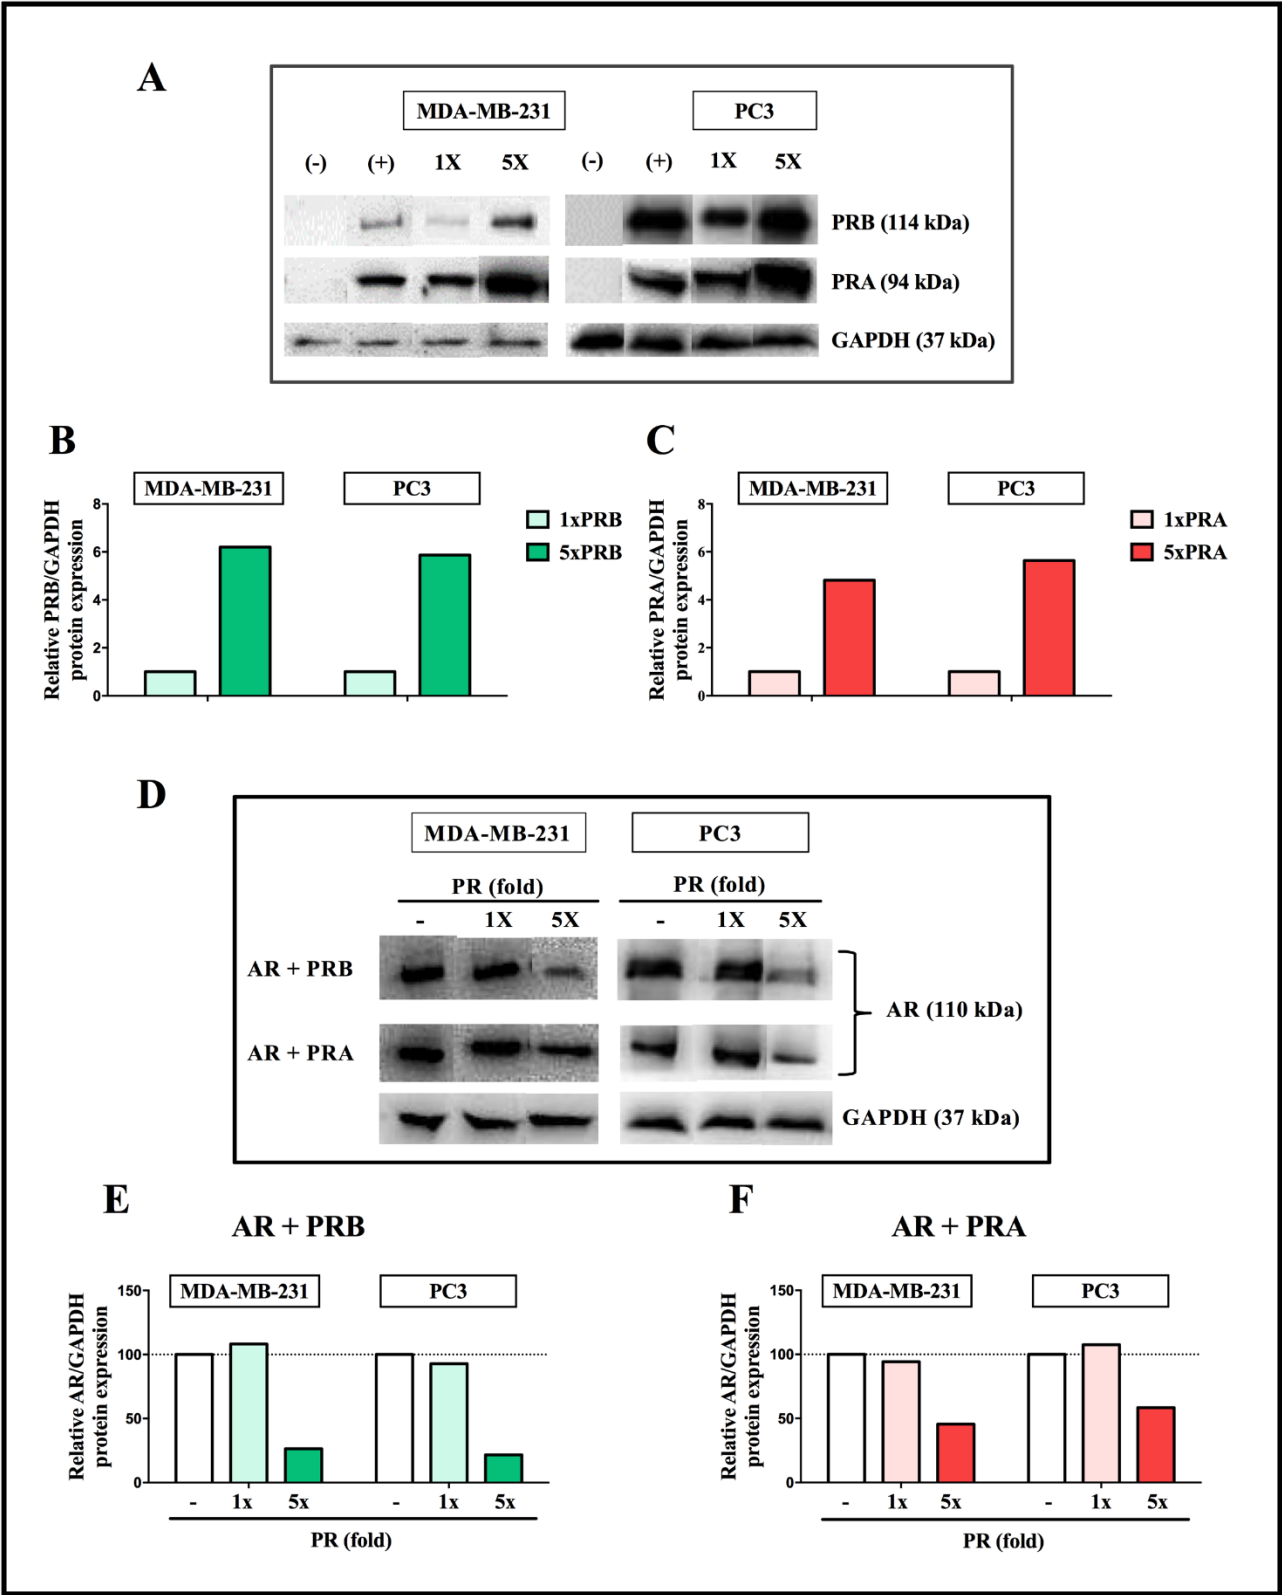 A
MDA-MB-231 PC3
(-) (+) 1X 5X (-) (+) 1X 5X
PRB (114 kDa)
PRA (94 kDa)
GAPDH (37 kDa)
B
MDA-MB-231 PC3
Relative PRB/GAPDH
protein expression
8
6
4
2
0
1xPRB
5xPRB
C
MDA-MB-231 PC3
Relative PRA/GAPDH
protein expression
8
6
4
2
0
1xPRA
5xPRA
D
MDA-MB-231 PC3
PR (fold) PR (fold)
- 1X 5X - 1X 5X
AR + PRB
AR + PRA
AR (110 kDa)
GAPDH (37 kDa)
E
AR + PRB
MDA-MB-231 PC3
Relative AR/GAPDH
protein expression
150
100
50
0
- 1x 5x - 1x 5x
PR (fold)
F
AR + PRA
MDA-MB-231 PC3
Relative AR/GAPDH
protein expression
150
100
50
0
- 1x 5x - 1x 5x
PR (fold)